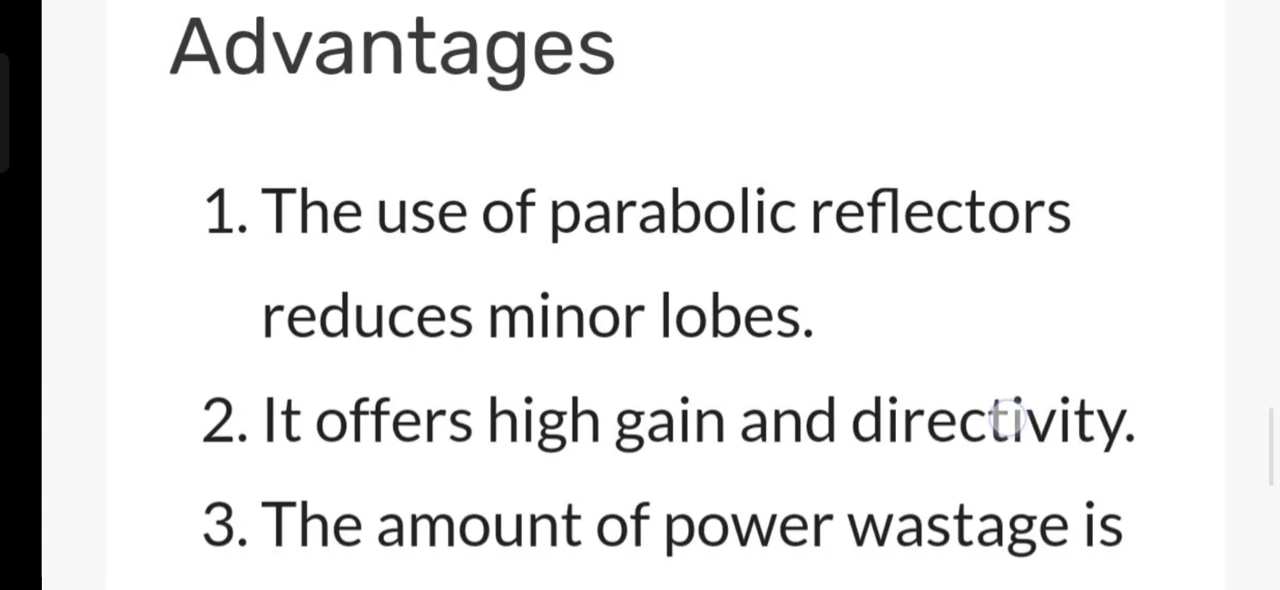 Advantages
1. The use of parabolic reflectors
reduces minor lobes.
2. It offers high gain and directivity.
3. The amount of power wastage is